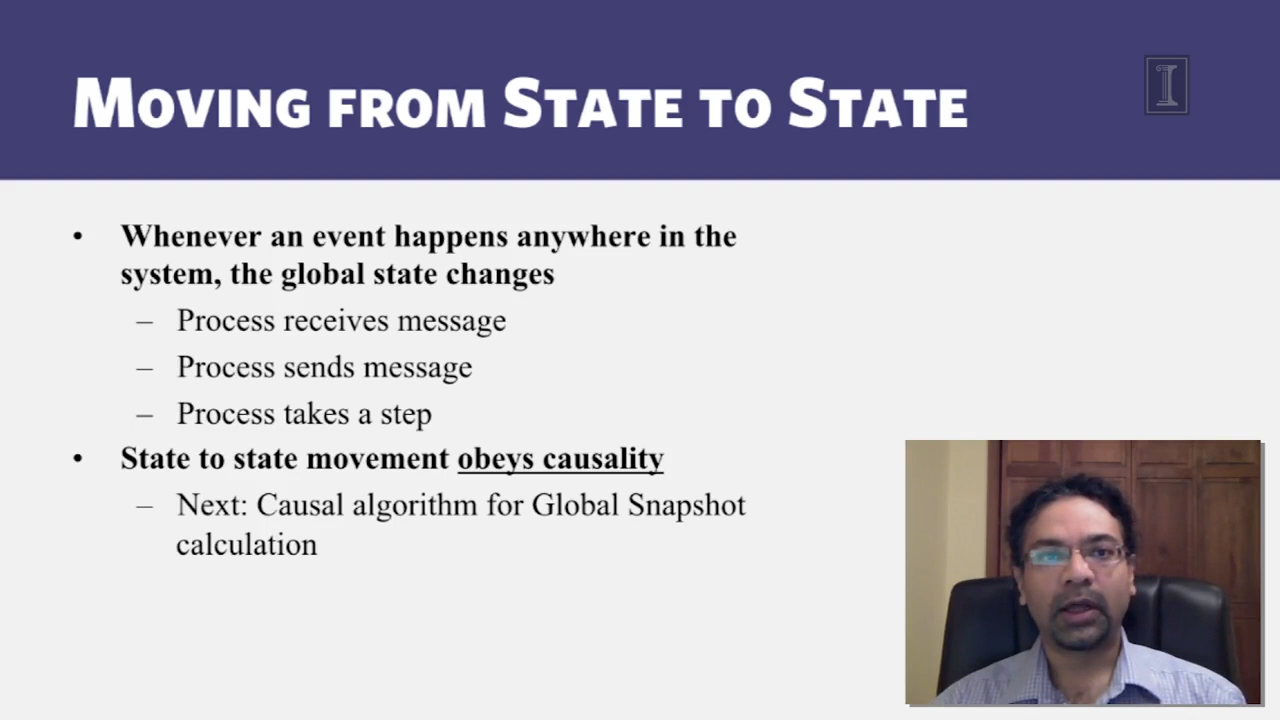 MOVING FROM STATE TO STATE
• Whenever an event happens anywhere in the
system, the global state changes
– Process receives message
– Process sends message
– Process takes a step
• State to state movement obeys causality
– Next: Causal algorithm for Global Snapshot
calculation